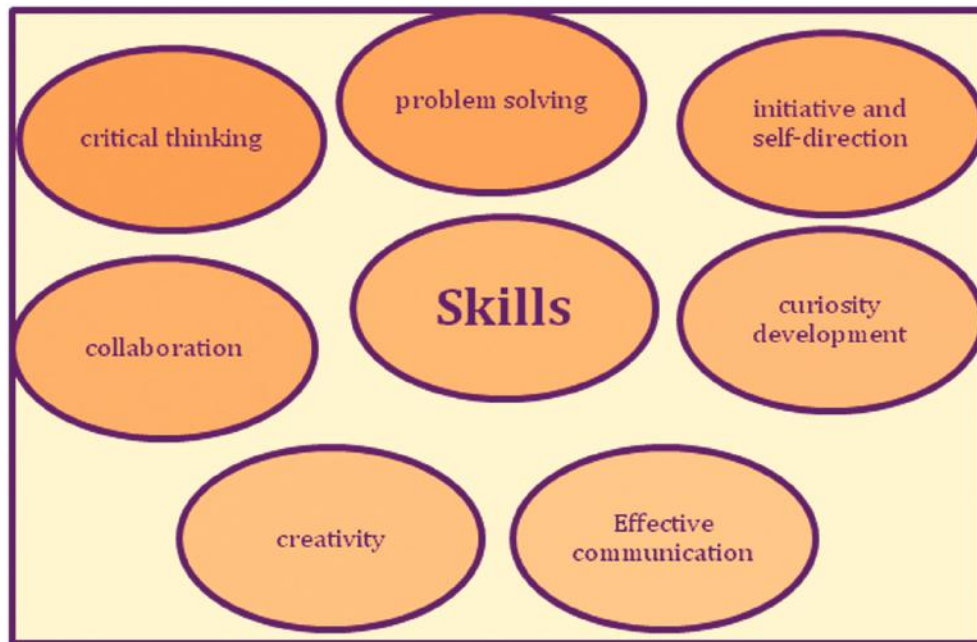 problem solving
critical thinking
initiative and
self-direction
Skills
collaboration
curiosity
development
creativity
Effective
communication